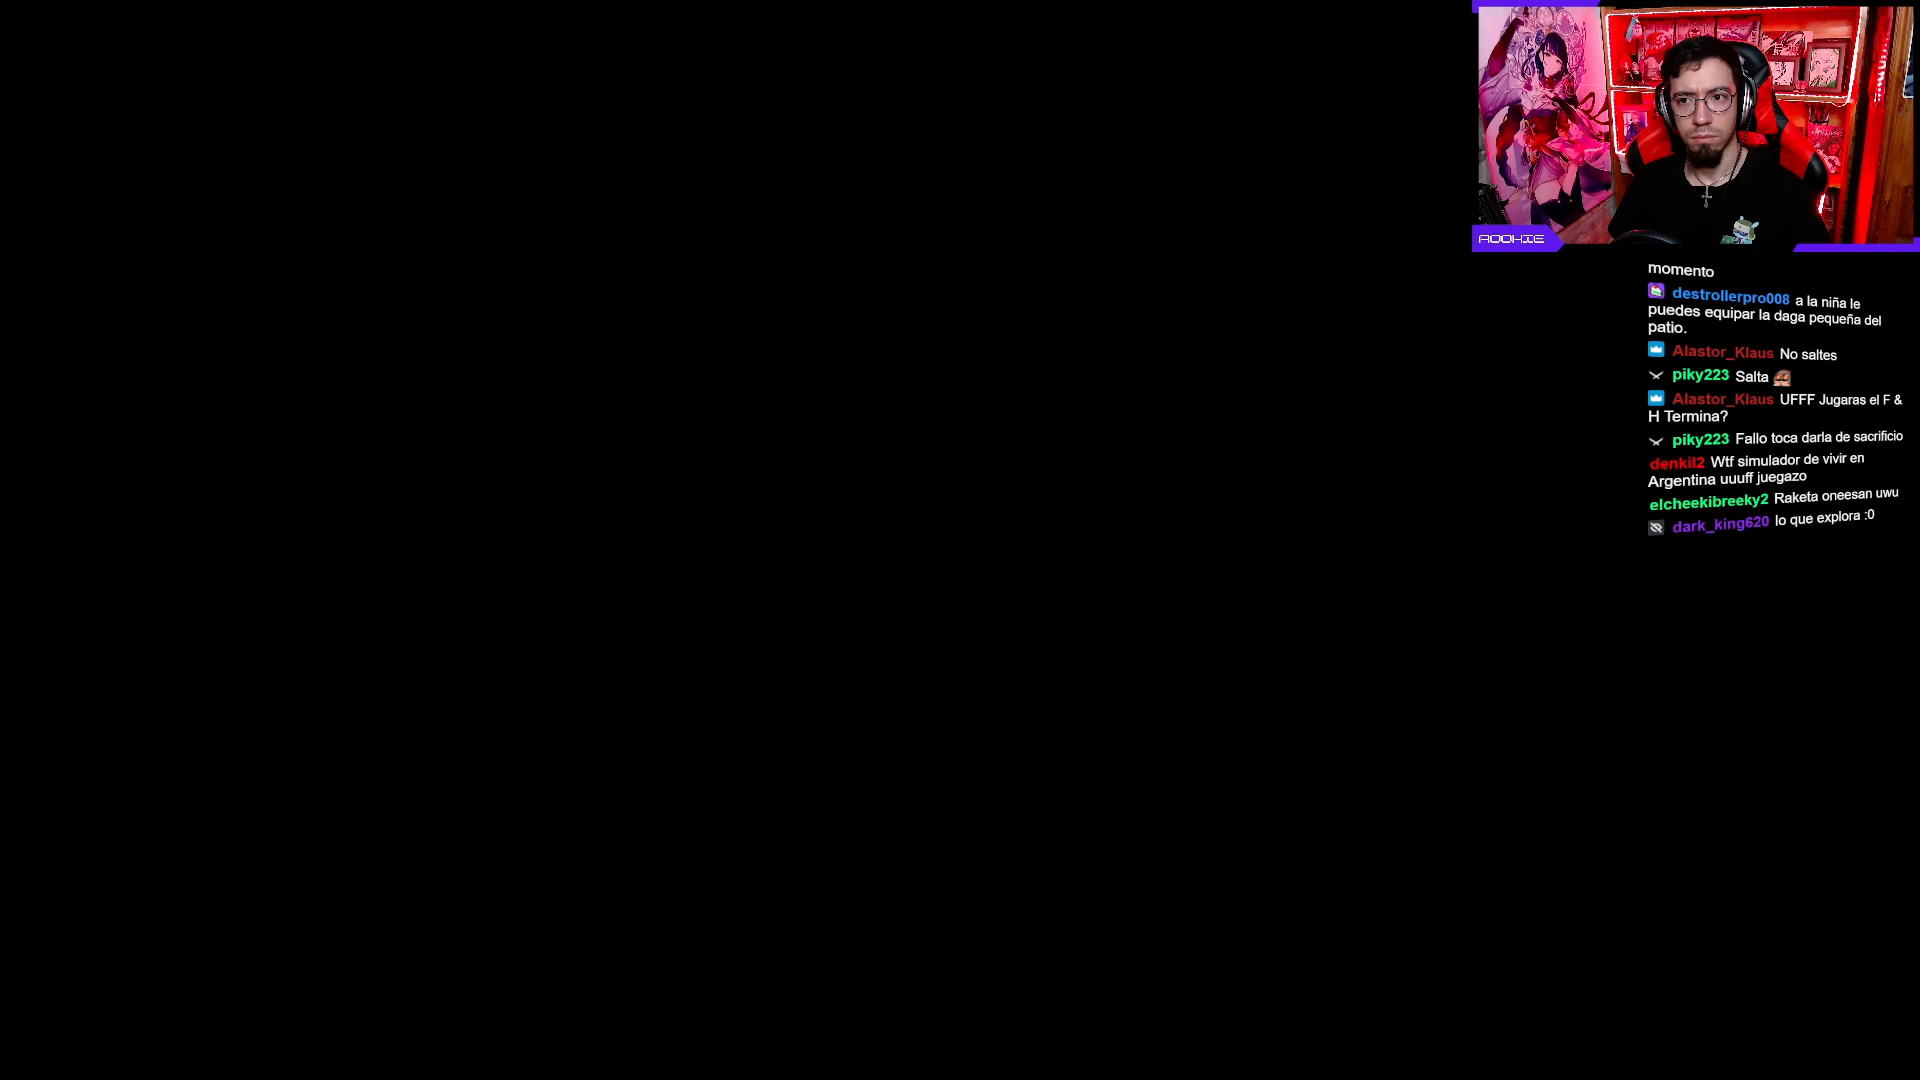 ROOKIE
momento
destrollerpro008 a la niña le
puedes equipar la daga pequeña del
patio.
Alastor_Klaus No saltes
piky223 Salta
Alastor_Klaus UFFF Jugaras el F &
H Termina?
piky223 Fallo toca darla de sacrificio
denkil2 Wtf simulador de vivir en
Argentina uuuff juegazo
elcheekibreeky2 Raketa oneesan uwu
dark_king620 lo que explora :0